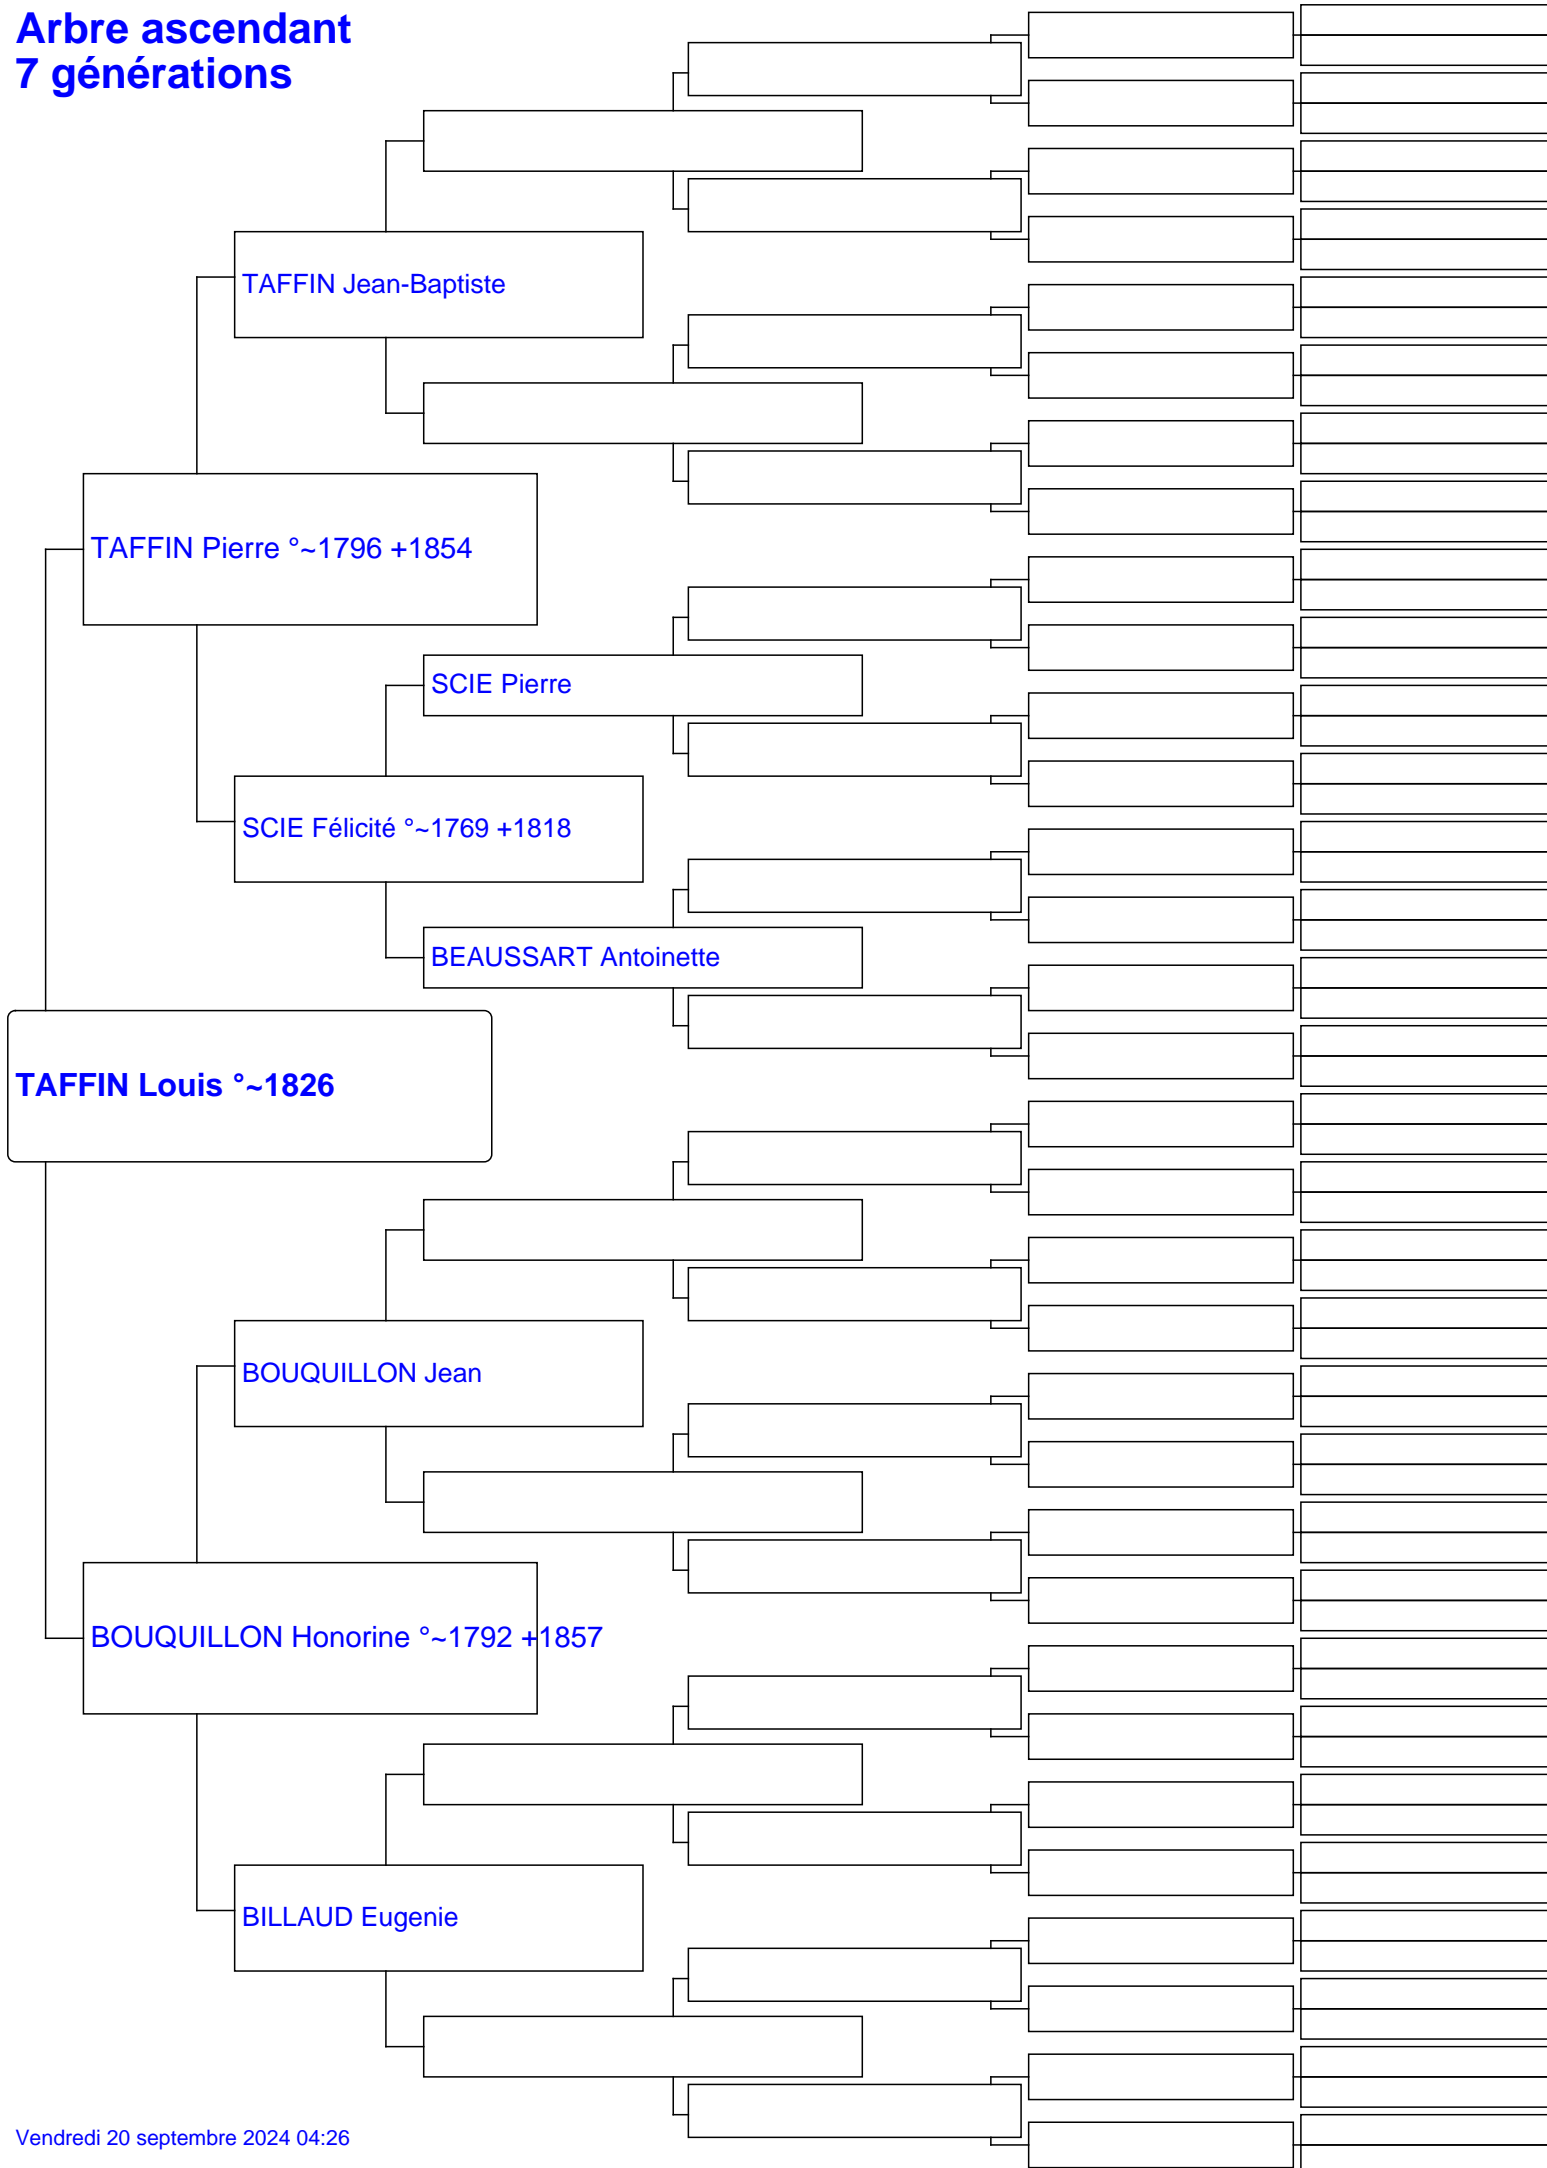 Arbre ascendant
7 générations
TAFFIN Jean-Baptiste
TAFFIN Pierre °~1796 +1854
SCIE Pierre
SCIE Félicité °~1769 +1818
BEAUSSART Antoinette
TAFFIN Louis °~1826
BOUQUILLON Jean
BOUQUILLON Honorine °~1792 +1857
BILLAUD Eugenie
Vendredi 20 septembre 2024 04:26